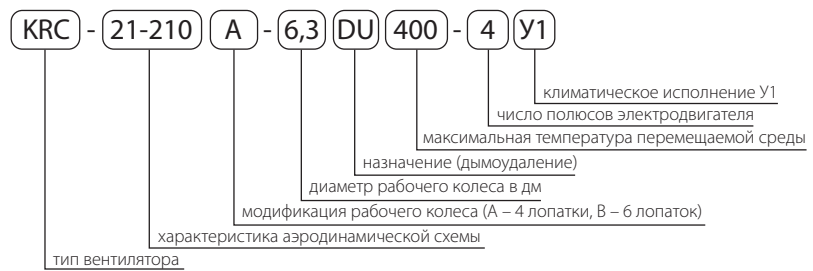 KRC - 21-210 A - 6,3 DU 400 - 4 У1
климатическое исполнение У1
число полюсов электродвигателя
максимальная температура перемещаемой среды
назначение (дымоудаление)
диаметр рабочего колеса в дм
модификация рабочего колеса (А – 4 лопатки, В – 6 лопаток)
характеристика аэродинамической схемы
тип вентилятора